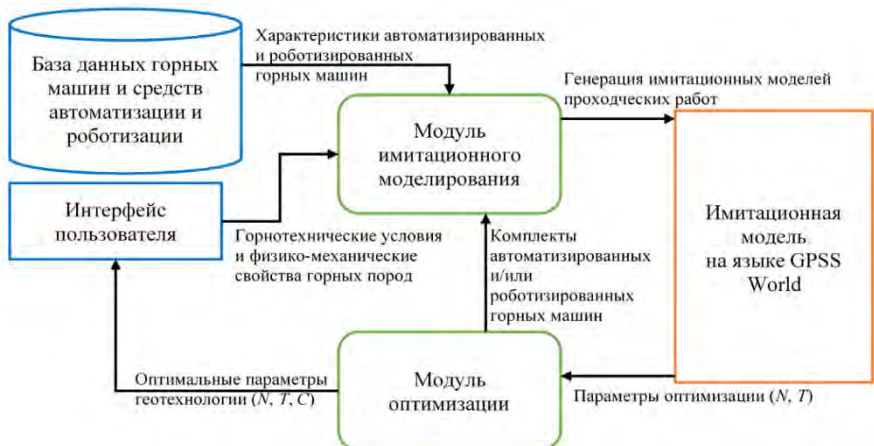 База данных горных
машин и средств
автоматизации и
роботизации
Характеристики автоматизированных
и роботизированных
горных машин
Генерация имитационных моделей
проходческих работ
Модуль
имитационного
моделирования
Интерфейс
пользователя
Горнотехнические условия
и физико-механические
свойства горных пород
Комплекты
автоматизированных
и/или
роботизированных
горных машин
Имитационная
модель
на языке GPSS
World
Оптимальные параметры
геотехнологии (N, T, C)
Модуль
оптимизации
Параметры оптимизации (N, T)